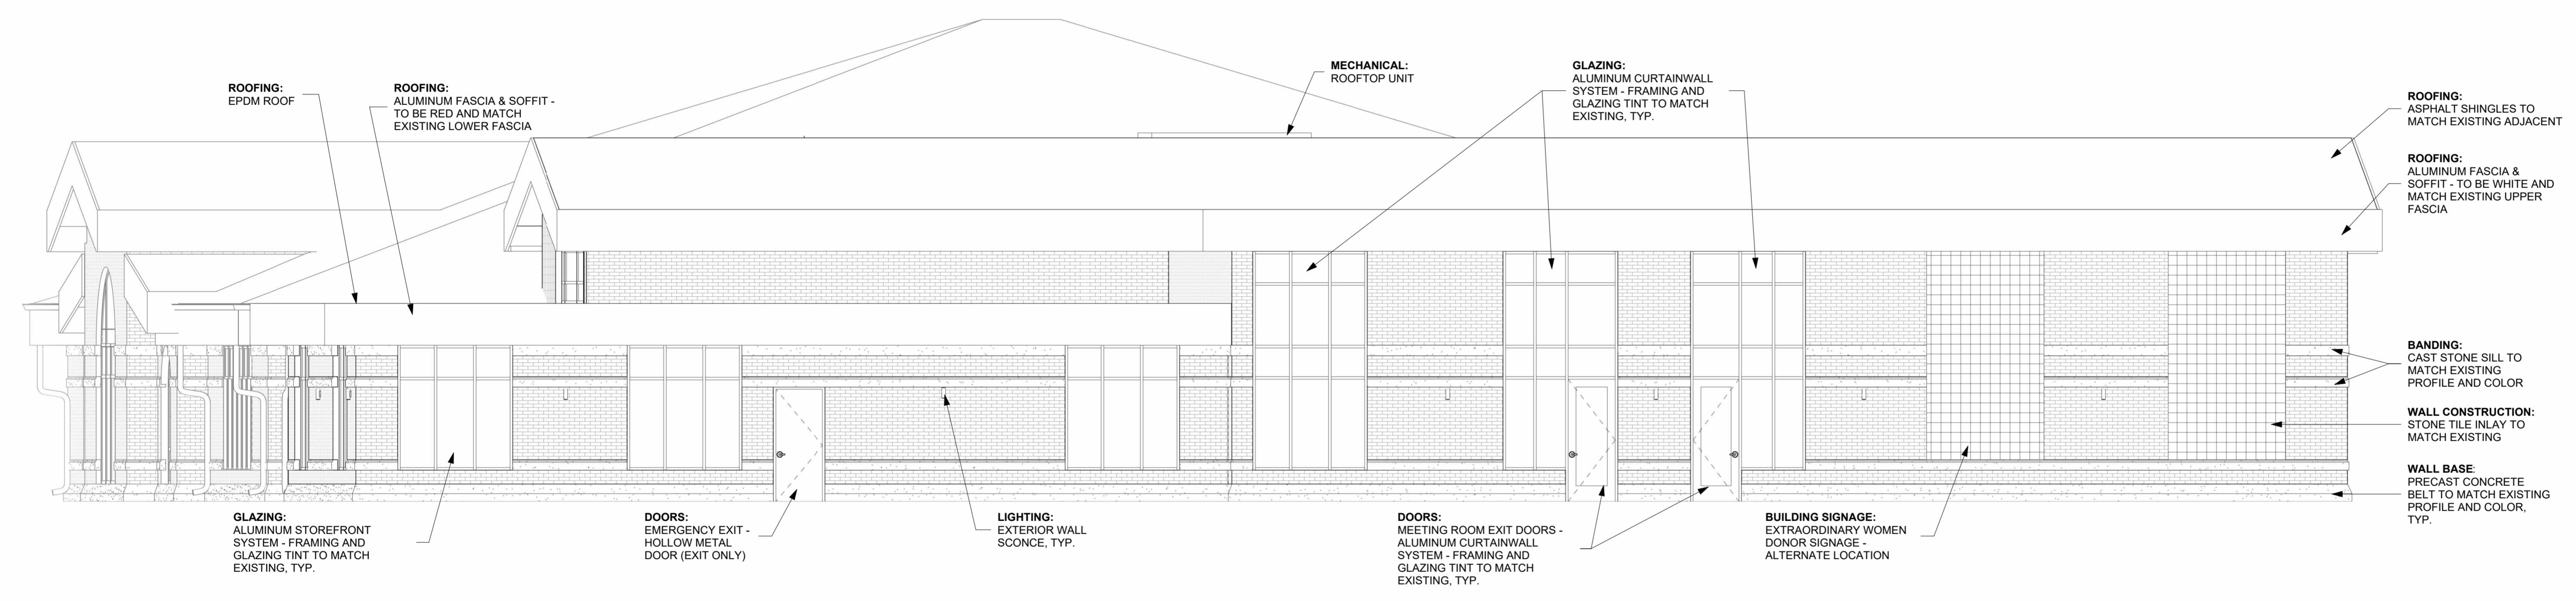 MECHANICAL:
ROOFTOP UNIT
GLAZING:
ALUMINUM CURTAINWALL
SYSTEM - FRAMING AND
GLAZING TINT TO MATCH
EXISTING, TYP.
ROOFING:
EPDM ROOF
ROOFING:
ALUMINUM FASCIA & SOFFIT -
TO BE RED AND MATCH
EXISTING LOWER FASCIA
ROOFING:
ASPHALT SHINGLES TO
MATCH EXISTING ADJACENT
ROOFING:
ALUMINUM FASCIA &
SOFFIT - TO BE WHITE AND
MATCH EXISTING UPPER
FASCIA
BANDING:
CAST STONE SILL TO
MATCH EXISTING
PROFILE AND COLOR
WALL CONSTRUCTION:
STONE TILE INLAY TO
MATCH EXISTING
WALL BASE:
PRECAST CONCRETE
BELT TO MATCH EXISTING
PROFILE AND COLOR,
TYP.
GLAZING:
ALUMINUM STOREFRONT
SYSTEM - FRAMING AND
GLAZING TINT TO MATCH
EXISTING, TYP.
DOORS:
EMERGENCY EXIT -
HOLLOW METAL
DOOR (EXIT ONLY)
LIGHTING:
EXTERIOR WALL
SCONCE, TYP.
DOORS:
MEETING ROOM EXIT DOORS -
ALUMINUM CURTAINWALL
SYSTEM - FRAMING AND
GLAZING TINT TO MATCH
EXISTING, TYP.
BUILDING SIGNAGE:
EXTRAORDINARY WOMEN
DONOR SIGNAGE -
ALTERNATE LOCATION